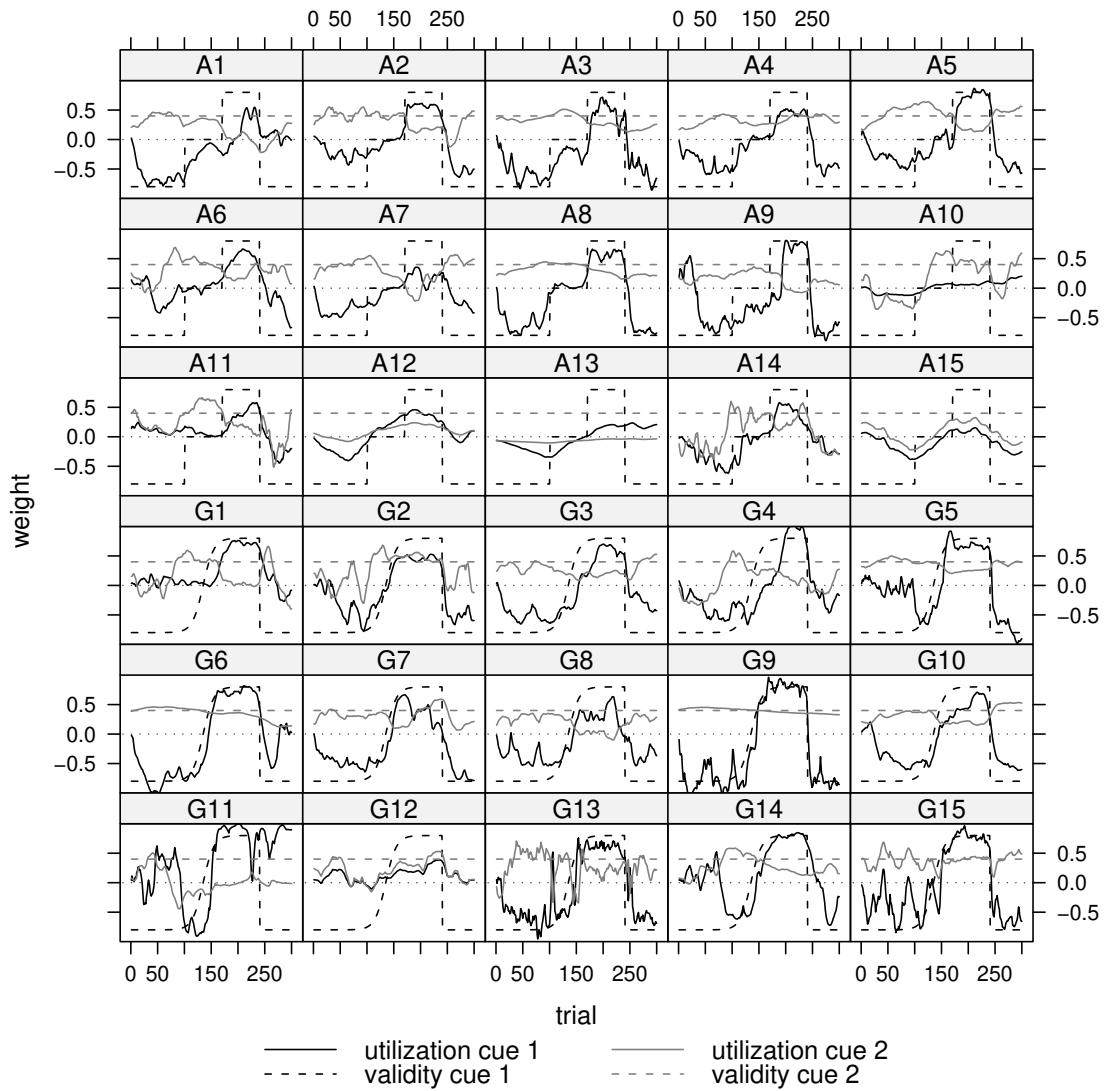 0 50 150 250 0 50 150 250
A1 A2 A3 A4 A5
0.5
0.0
−0.5
A6 A7 A8 A9 A10
0.5
0.0
−0.5
A11 A12 A13 A14 A15
0.5
0.0
−0.5
weight
G1 G2 G3 G4 G5
0.5
0.0
−0.5
G6 G7 G8 G9 G10
0.5
0.0
−0.5
G11 G12 G13 G14 G15
0.5
0.0
−0.5
0 50 150 250 0 50 150 250 0 50 150 250
trial
utilization cue 1 utilization cue 2
validity cue 1 validity cue 2